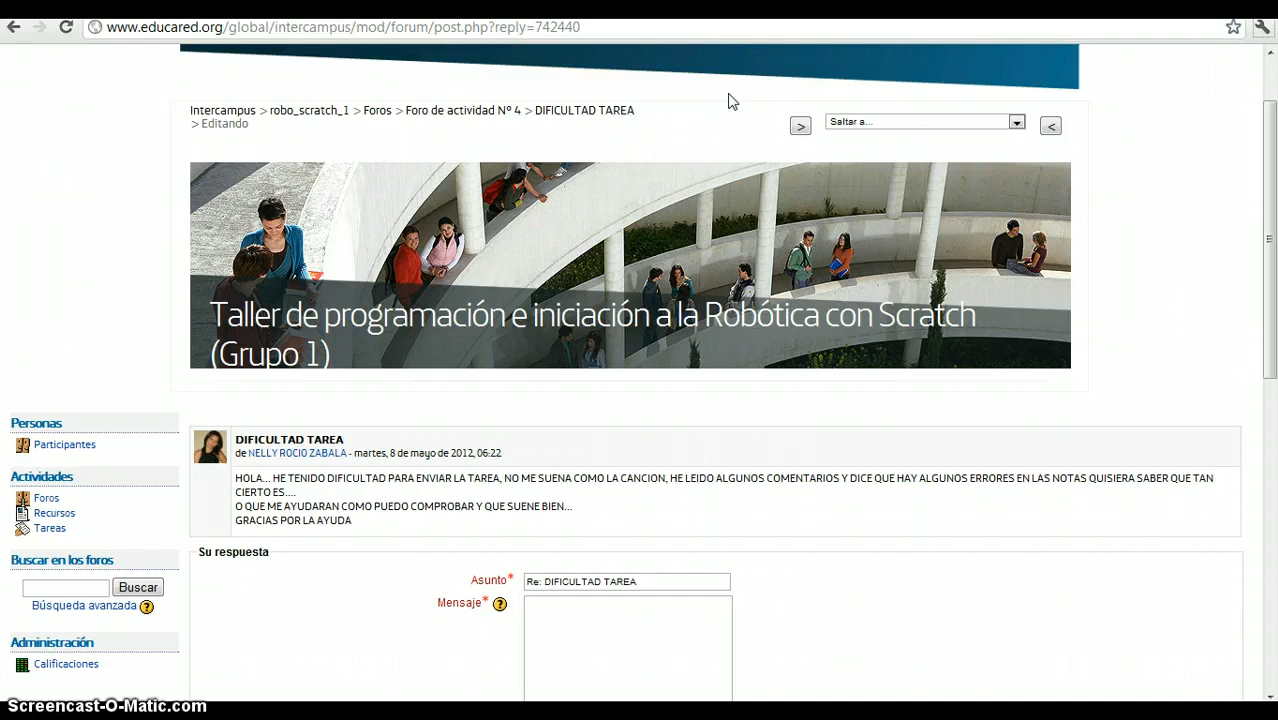 www.educared.org/global/intercampus/mod/forum/post.php?reply=742440
Intercampus > robo_scratch_1 > Foros > Foro de actividad Nº 4 > DIFICULTAD TAREA
> Editando
>
Saltar a...
<
Taller de programación e iniciación a la Robótica con Scratch
(Grupo 1)
Personas
Participantes
Actividades
Foros
Recursos
Tareas
Buscar en los foros
Buscar
Búsqueda avanzada ?
Administración
Calificaciones
DIFICULTAD TAREA
de NELLY ROCIO ZABALA - martes, 8 de mayo de 2012, 06:22
HOLA... HE TENIDO DIFICULTAD PARA ENVIAR LA TAREA, NO ME SUENA COMO LA CANCION, HE LEIDO ALGUNOS COMENTARIOS Y DICE QUE HAY ALGUNOS ERRORES EN LAS NOTAS QUISIERA SABER QUE TAN
CIERTO ES....
O QUE ME AYUDARAN COMO PUEDO COMPROBAR Y QUE SUENE BIEN...
GRACIAS POR LA AYUDA
Su respuesta
Asunto*
Re: DIFICULTAD TAREA
Mensaje* ?
Screencast-O-Matic.com